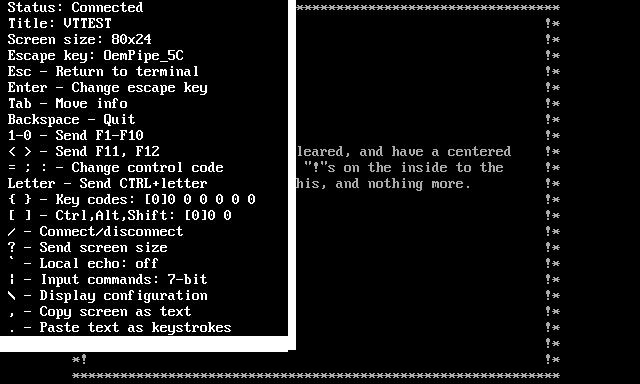 Status: Connected
Title: VTTEST
Screen size: 80x24
Escape key: OemPipe_5C
Esc - Return to terminal
Enter - Change escape key
Tab - Move info
Backspace - Quit
1-0 - Send F1-F10
< > - Send F11, F12
= ; : - Change control code
Letter - Send CTRL+letter
{ } - Key codes: [0]0 0 0 0 0 0
[ ] - Ctrl,Alt,Shift: [0]0 0
/ - Connect/disconnect
? - Send screen size
` - Local echo: off
| - Input commands: 7-bit
\ - Display configuration
, - Copy screen as text
. - Paste text as keystrokes
*********************************
!*
!*
!*
!*
!*
!*
!*
!*
leared, and have a centered !*
"!"s on the inside to the !*
his, and nothing more. !*
!*
!*
!*
!*
!*
!*
!*
!*
!*
!*
*! !*
*************************************************************